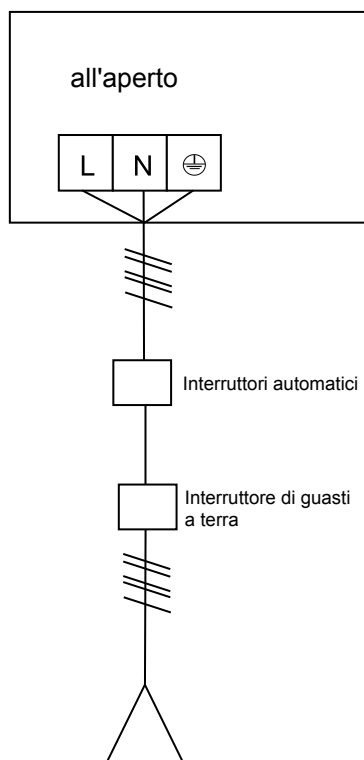 all'aperto
L N
Interruttori automatici
Interruttore di guasti
a terra